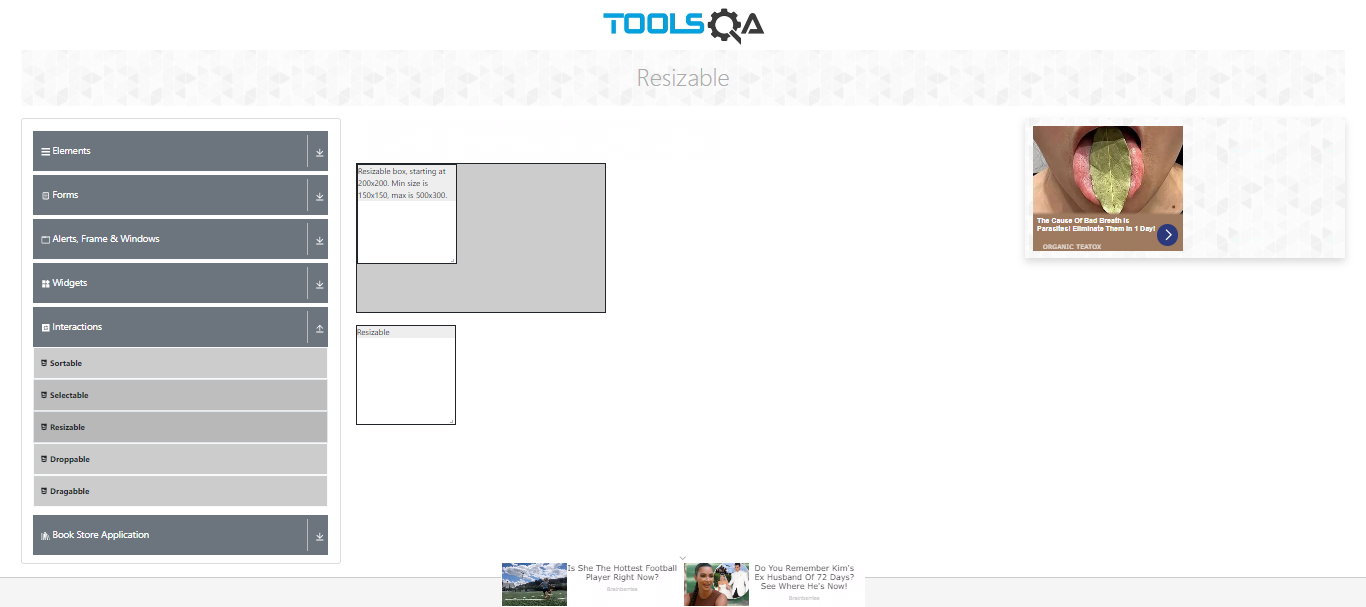 TOOLSQA
Resizable
Elements
Forms
Alerts, Frame & Windows
Widgets
Interactions
Sortable
Selectable
Resizable
Droppable
Dragabble
Book Store Application
Resizable box, starting at
200x200. Min size is
150x150, max is 500x300.
Resizable
The Cause Of Bad Breath Is
Parasites! Eliminate Them In 1 Day!
ORGANIC TEATOX
Is She The Hottest Football
Player Right Now?
Brainberries
Do You Remember Kim's
Ex Husband Of 72 Days?
See Where He's Now!
Brainberries